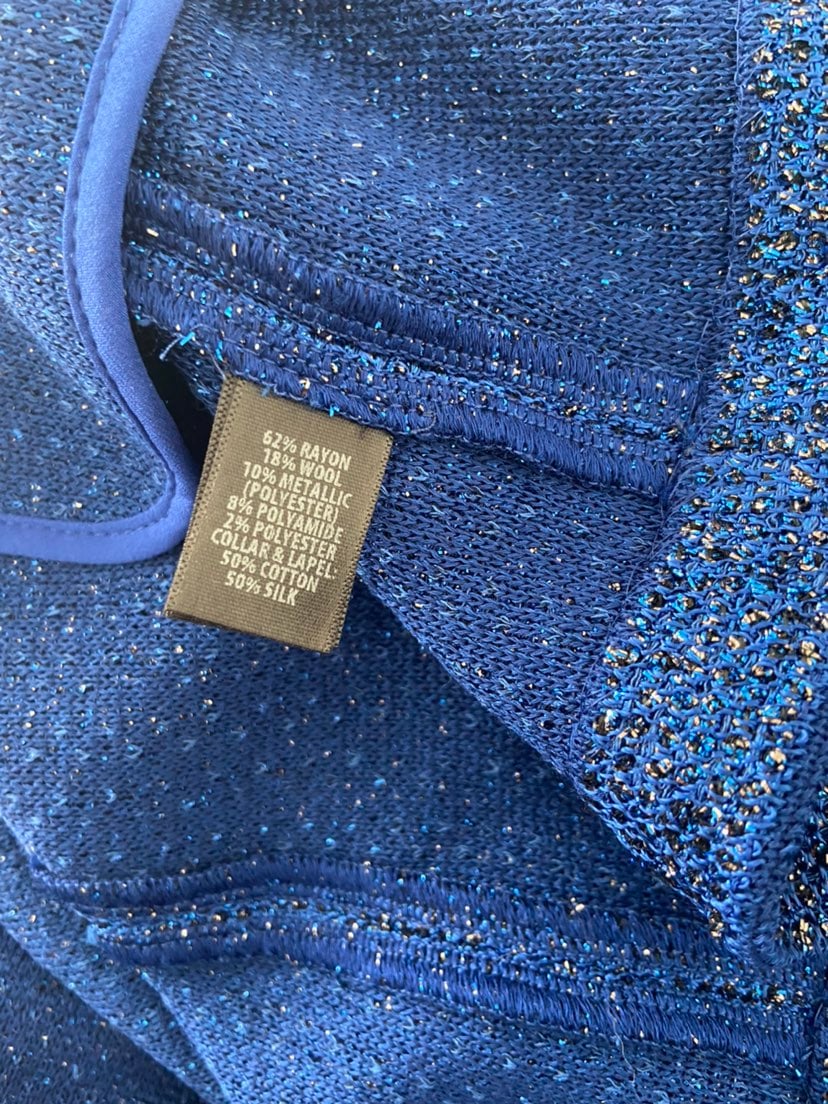 62% RAYON
18% WOOL
10% METALLIC
(POLYESTER)
8% POLYAMIDE
2% POLYESTER
COLLAR & LAPEL:
50% COTTON
50% SILK